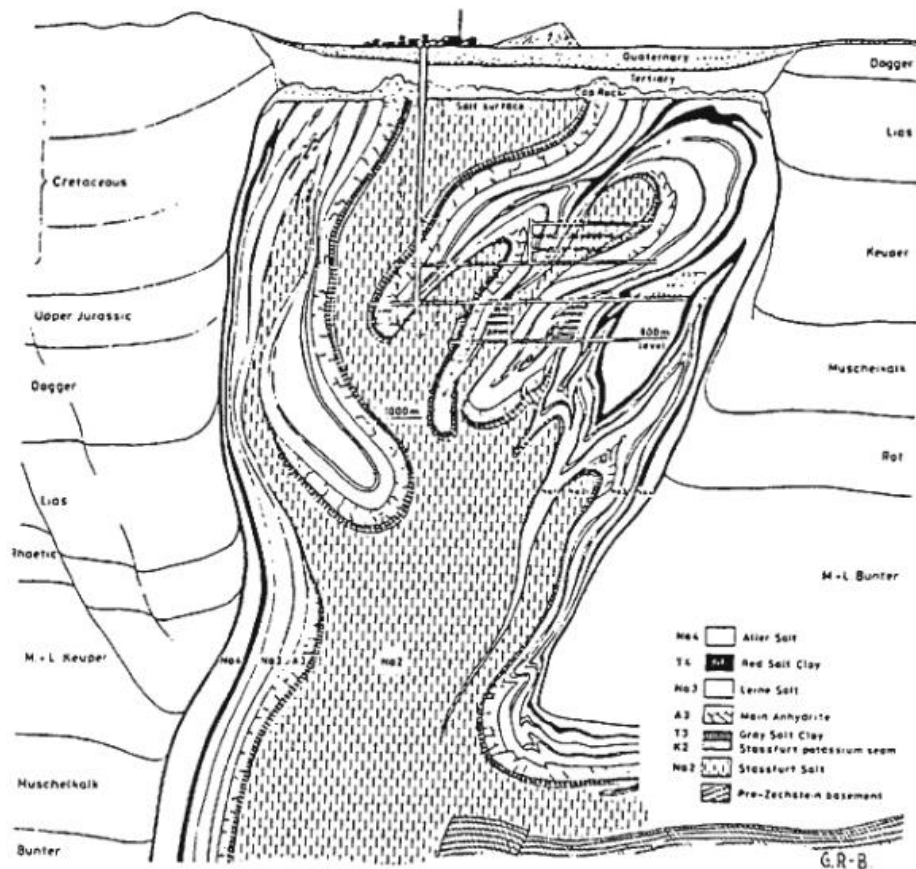 Quaternary
Tertiary
Cap Rock
Salt surface
Cretaceous
Upper Jurassic
Dogger
Lias
Rhaetic
M.+L. Keuper
Muschelkalk
Bunter
Dogger
Lias
Keuper
Muschelkalk
Rot
M.+L. Bunter
800m
level
1000m
Na4
Na3
A3
Na2
Na4 Aller Salt
T4 Red Salt Clay
Na3 Leine Salt
A3 Main Anhydrite
T3 Gray Salt Clay
K2 Stassfurt potassium seam
Na2 Stassfurt Salt
Pre-Zechstein basement
G.R-B.